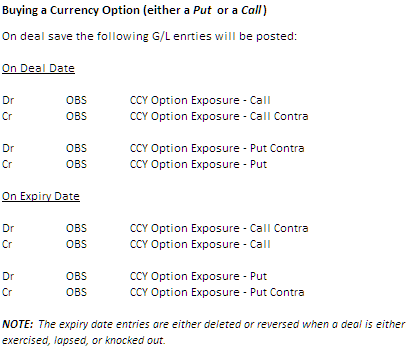 Buying a Currency Option (either a Put or a Call)
On deal save the following G/L enrties will be posted:
On Deal Date
Dr OBS CCY Option Exposure - Call
Cr OBS CCY Option Exposure - Call Contra
Dr OBS CCY Option Exposure - Put Contra
Cr OBS CCY Option Exposure - Put
On Expiry Date
Dr OBS CCY Option Exposure - Call Contra
Cr OBS CCY Option Exposure - Call
Dr OBS CCY Option Exposure - Put
Cr OBS CCY Option Exposure - Put Contra
NOTE: The expiry date entries are either deleted or reversed when a deal is either
exercised, lapsed, or knocked out.